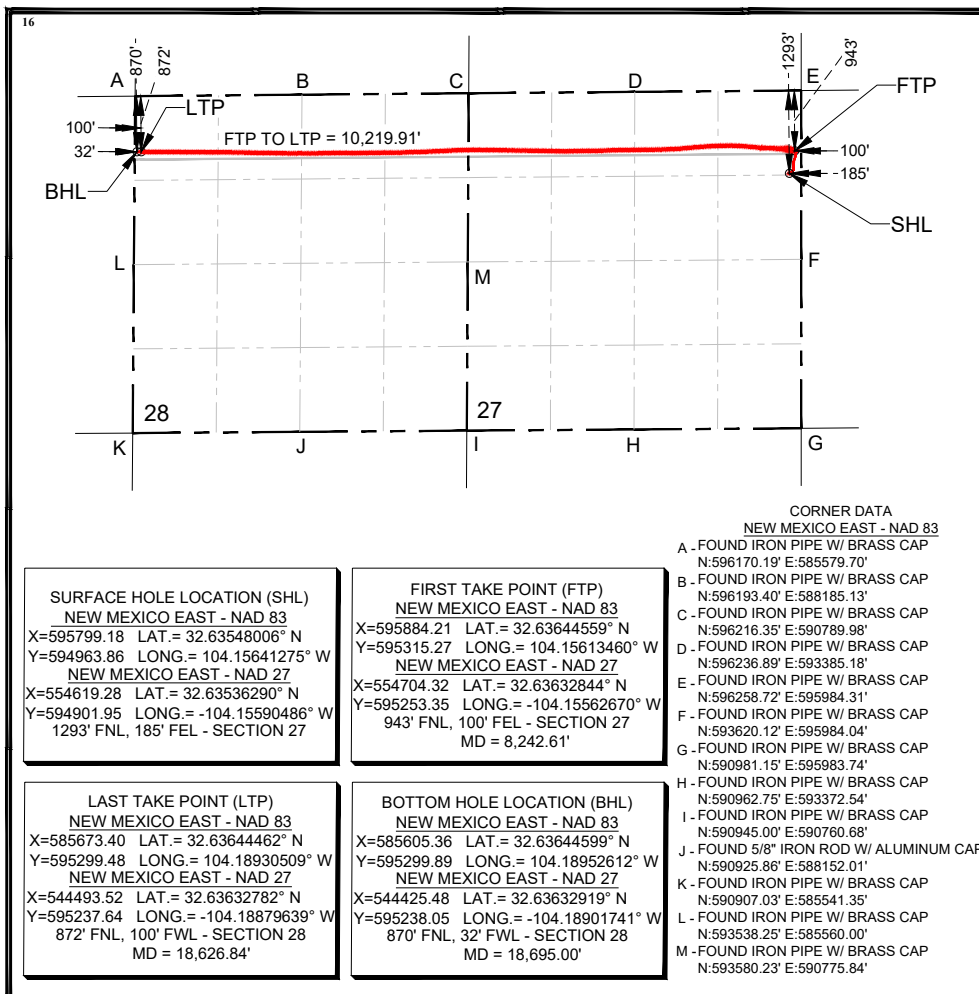 16
870'
872'
1293'
943'
A
B
C
D
E
LTP
FTP
100'
FTP TO LTP = 10,219.91'
32'
100'
185'
BHL
SHL
L
M
F
28
27
K
J
I
H
G
SURFACE HOLE LOCATION (SHL)
NEW MEXICO EAST - NAD 83
X=595799.18 LAT.= 32.63548006° N
Y=594963.86 LONG.= 104.15641275° W
NEW MEXICO EAST - NAD 27
X=554619.28 LAT.= 32.63536290° N
Y=594901.95 LONG.= -104.15590486° W
1293' FNL, 185' FEL - SECTION 27
FIRST TAKE POINT (FTP)
NEW MEXICO EAST - NAD 83
X=595884.21 LAT.= 32.63644559° N
Y=595315.27 LONG.= 104.15613460° W
NEW MEXICO EAST - NAD 27
X=554704.32 LAT.= 32.63632844° N
Y=595253.35 LONG.= -104.15562670° W
943' FNL, 100' FEL - SECTION 27
MD = 8,242.61'
LAST TAKE POINT (LTP)
NEW MEXICO EAST - NAD 83
X=585673.40 LAT.= 32.63644462° N
Y=595299.48 LONG.= 104.18930509° W
NEW MEXICO EAST - NAD 27
X=544493.52 LAT.= 32.63632782° N
Y=595237.64 LONG.= -104.18879639° W
872' FNL, 100' FWL - SECTION 28
MD = 18,626.84'
BOTTOM HOLE LOCATION (BHL)
NEW MEXICO EAST - NAD 83
X=585605.36 LAT.= 32.63644599° N
Y=595299.89 LONG.= 104.18952612° W
NEW MEXICO EAST - NAD 27
X=544425.48 LAT.= 32.63632919° N
Y=595238.05 LONG.= -104.18901741° W
870' FNL, 32' FWL - SECTION 28
MD = 18,695.00'
CORNER DATA
NEW MEXICO EAST - NAD 83
A - FOUND IRON PIPE W/ BRASS CAP
N:596170.19' E:585579.70'
B - FOUND IRON PIPE W/ BRASS CAP
N:596193.40' E:588185.13'
C - FOUND IRON PIPE W/ BRASS CAP
N:596216.35' E:590789.98'
D - FOUND IRON PIPE W/ BRASS CAP
N:596236.89' E:593385.18'
E - FOUND IRON PIPE W/ BRASS CAP
N:596258.72' E:595984.31'
F - FOUND IRON PIPE W/ BRASS CAP
N:593620.12' E:595984.04'
G - FOUND IRON PIPE W/ BRASS CAP
N:590981.15' E:595983.74'
H - FOUND IRON PIPE W/ BRASS CAP
N:590962.75' E:593372.54'
I - FOUND IRON PIPE W/ BRASS CAP
N:590945.00' E:590760.68'
J - FOUND 5/8" IRON ROD W/ ALUMINUM CAP
N:590925.86' E:588152.01'
K - FOUND IRON PIPE W/ BRASS CAP
N:590907.03' E:585541.35'
L - FOUND IRON PIPE W/ BRASS CAP
N:593538.25' E:585560.00'
M - FOUND IRON PIPE W/ BRASS CAP
N:593580.23' E:590775.84'